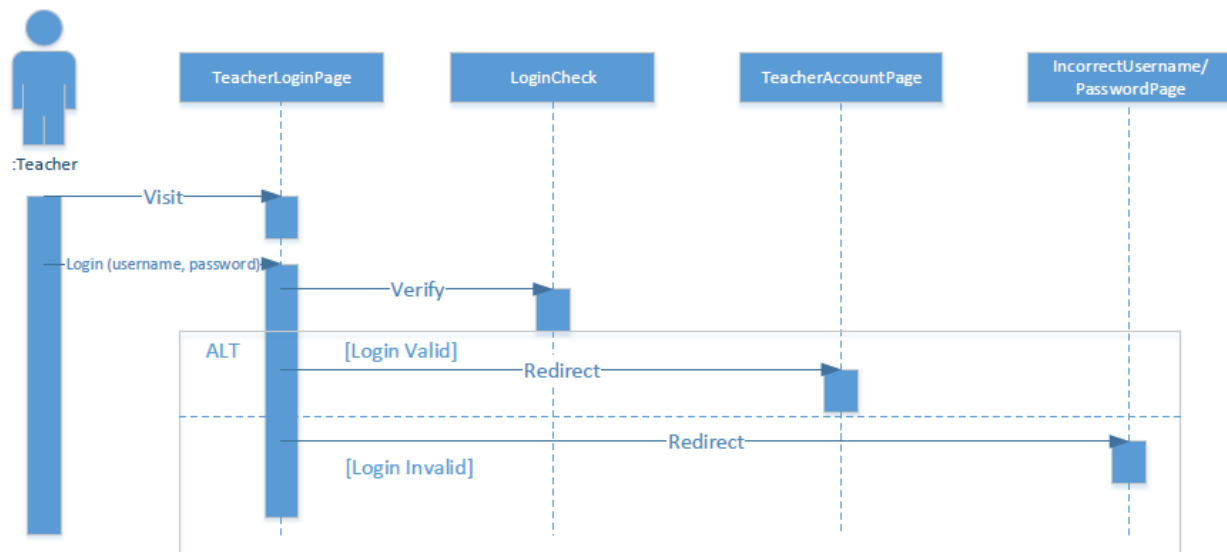 TeacherLoginPage
LoginCheck
TeacherAccountPage
IncorrectUsername/
PasswordPage
:Teacher
Visit
Login (username, password)
Verify
ALT
[Login Valid]
Redirect
Redirect
[Login Invalid]